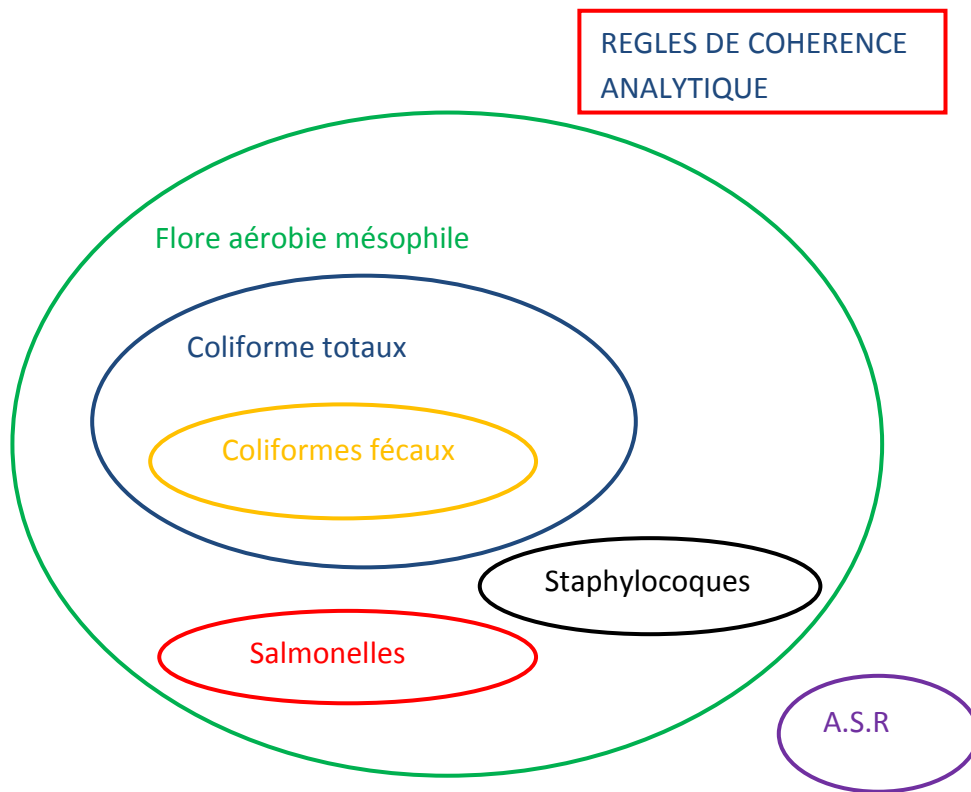 REGLES DE COHERENCE
ANALYTIQUE
Flore aérobie mésophile
Coliforme totaux
Coliformes fécaux
Staphylocoques
Salmonelles
A.S.R